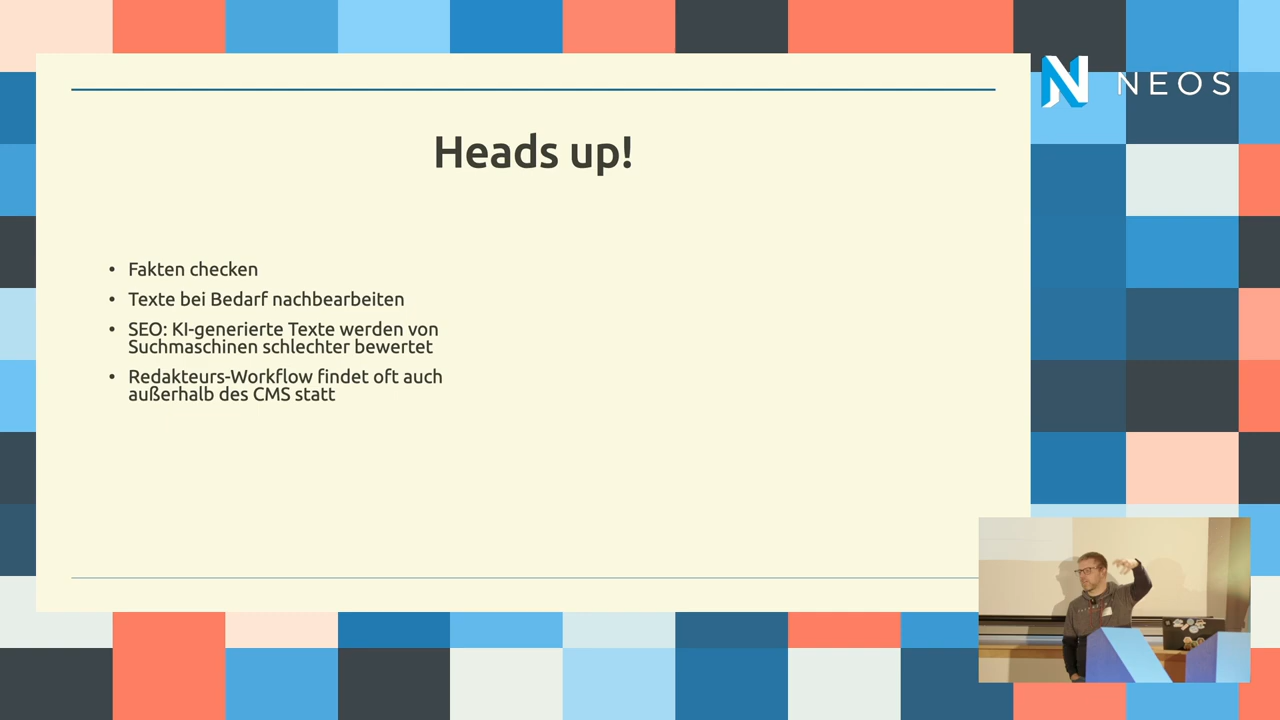 NEOS
Heads up!
• Fakten checken
• Texte bei Bedarf nachbearbeiten
• SEO: KI-generierte Texte werden von
Suchmaschinen schlechter bewertet
• Redakteurs-Workflow findet oft auch
außerhalb des CMS statt